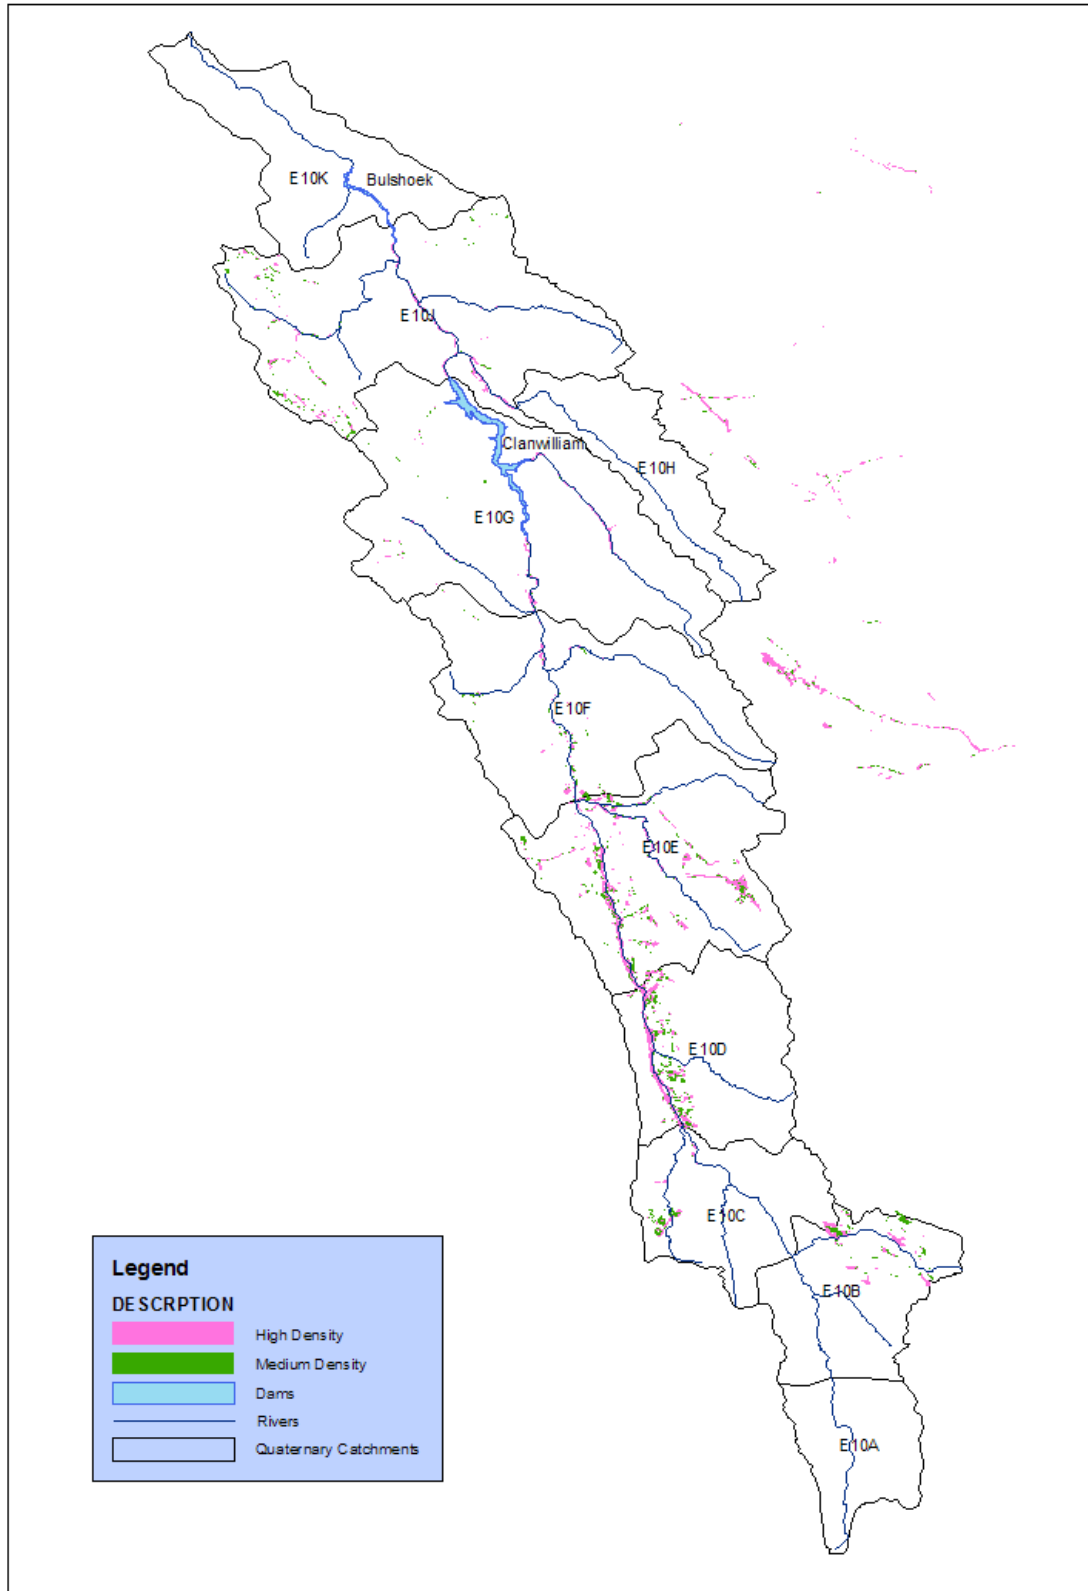 E10K
Bulshoek
E10J
Clanwilliam
E10H
E10G
E10F
E10E
E10D
E10C
E10B
E10A
Legend
DESCRPTION
High Density
Medium Density
Dams
Rivers
Quaternary Catchments